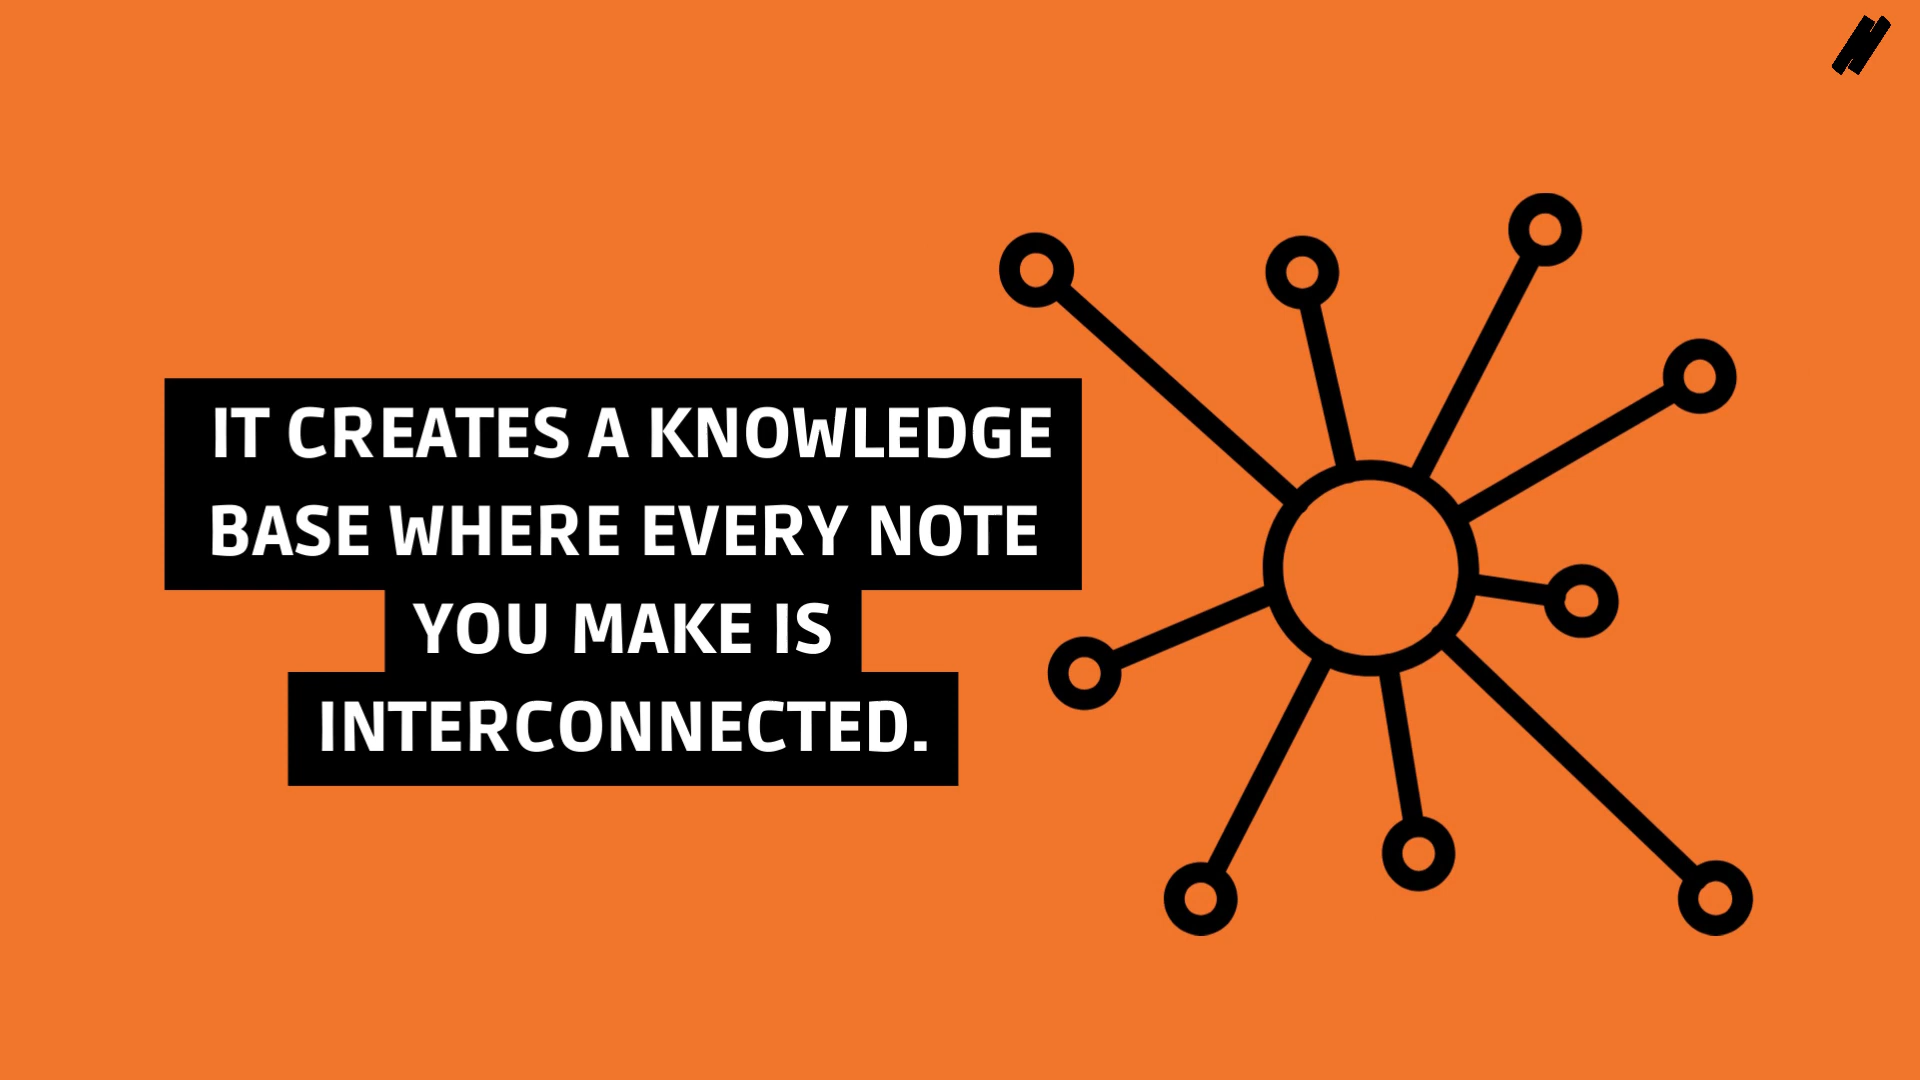 IT CREATES A KNOWLEDGE
BASE WHERE EVERY NOTE
YOU MAKE IS
INTERCONNECTED.